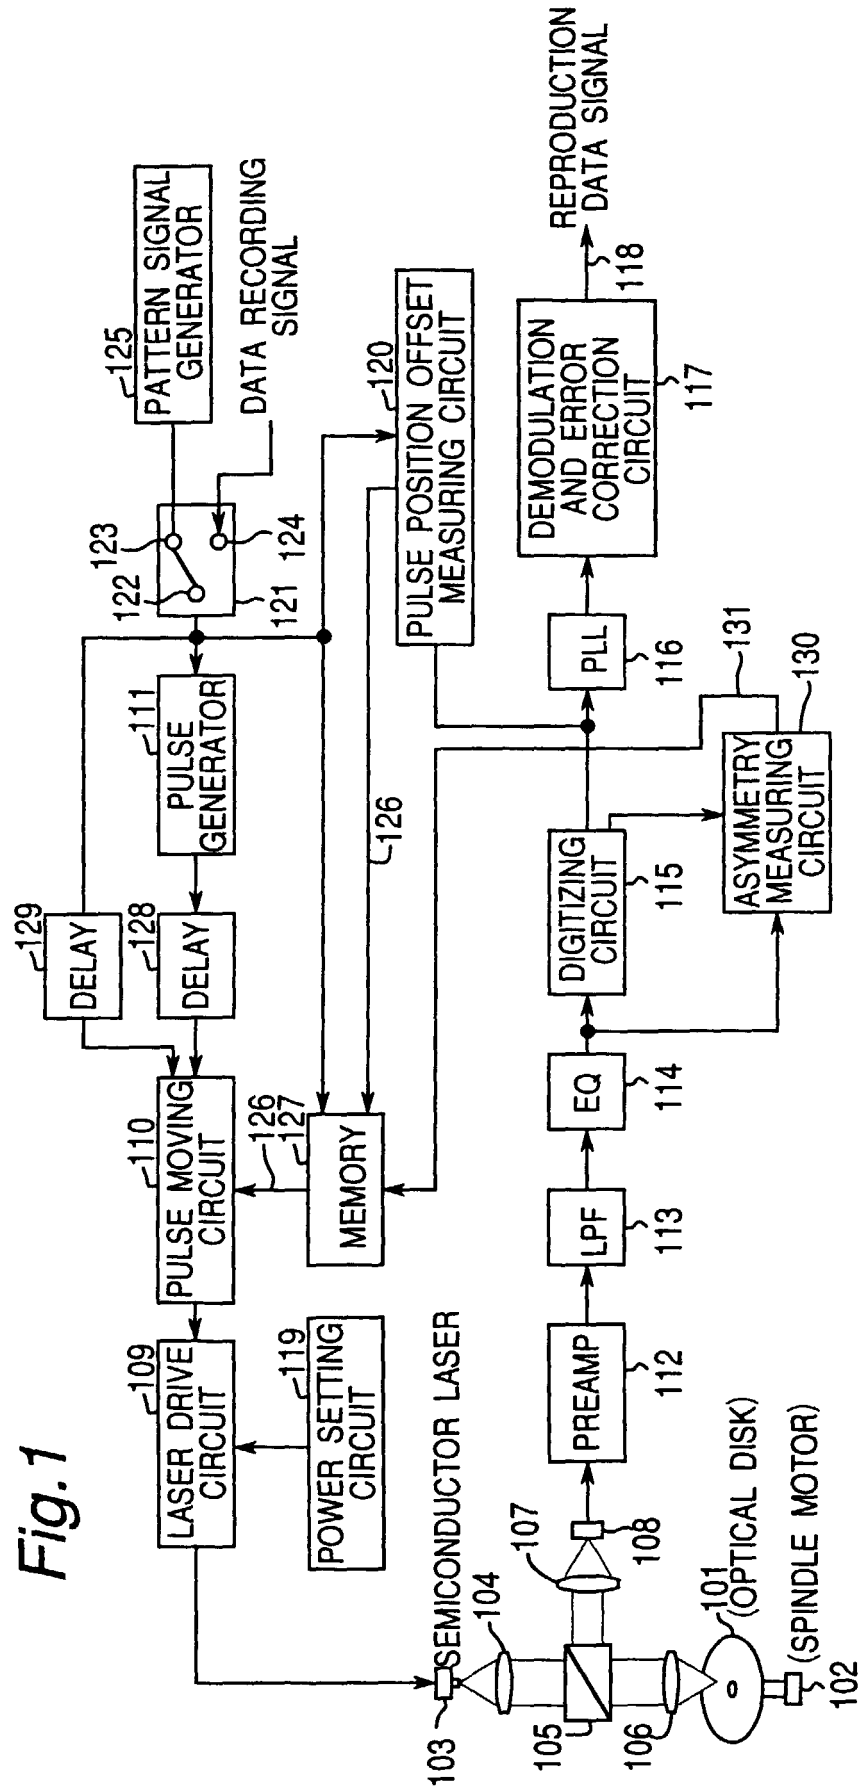 Fig.1
109
LASER DRIVE
CIRCUIT
110
PULSE MOVING
CIRCUIT
129
DELAY
128
DELAY
111
PULSE
GENERATOR
122
123
124
121
125
PATTERN SIGNAL
GENERATOR
DATA RECORDING
SIGNAL
119
POWER SETTING
CIRCUIT
126
127
MEMORY
126
120
PULSE POSITION OFFSET
MEASURING CIRCUIT
103
SEMICONDUCTOR LASER
104
105
106
107
108
101
(OPTICAL DISK)
(SPINDLE MOTOR)
102
PREAMP
112
LPF
113
EQ
114
DIGITIZING
CIRCUIT
115
PLL
116
DEMODULATION
AND ERROR
CORRECTION
CIRCUIT
117
118
REPRODUCTION
DATA SIGNAL
131
130
ASYMMETRY
MEASURING
CIRCUIT